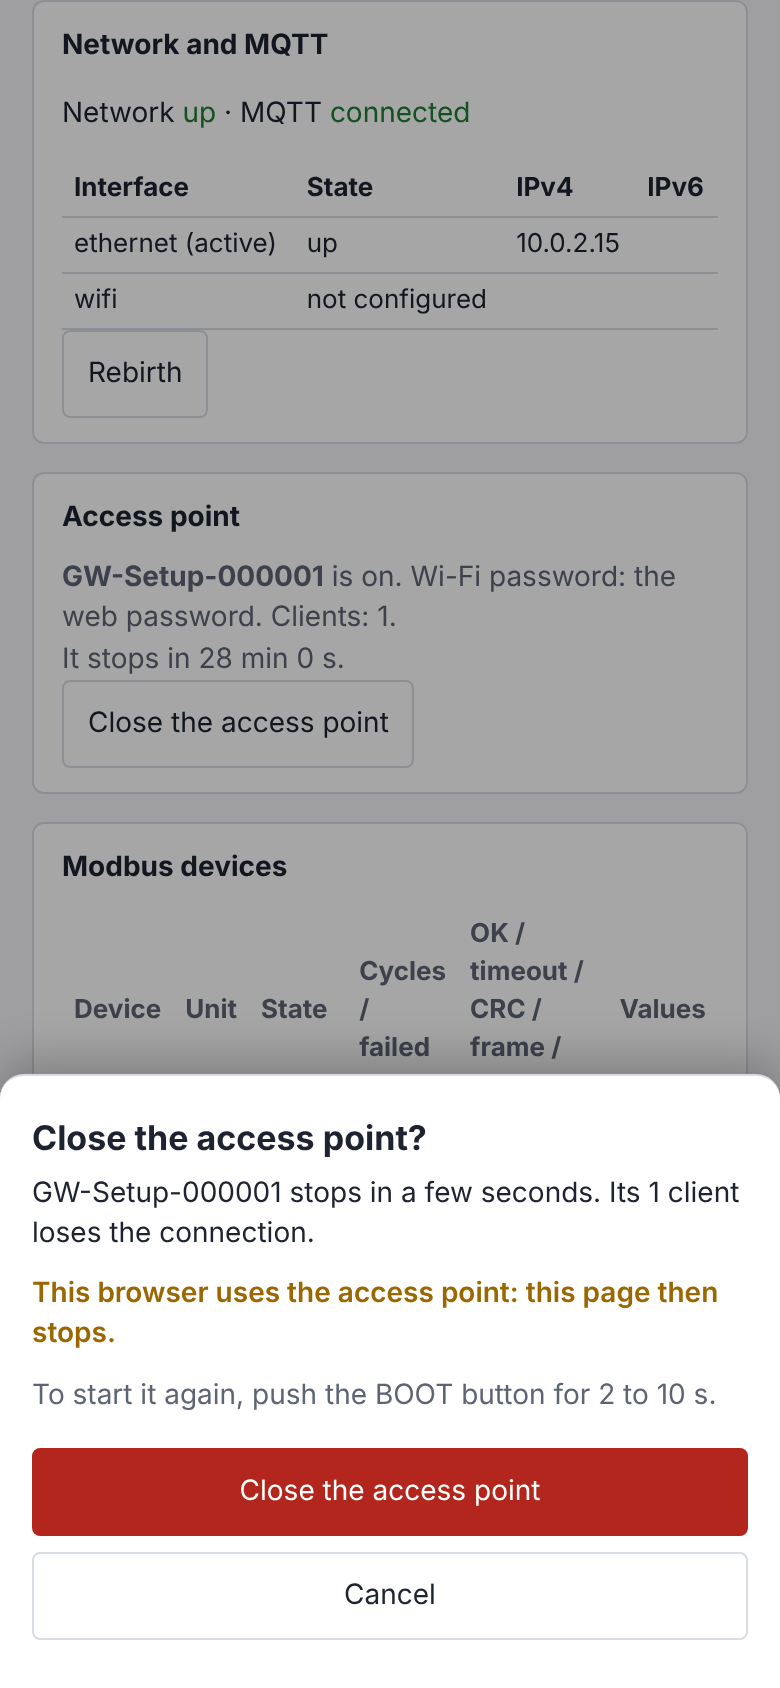 Network and MQTT
Network up · MQTT connected
Interface State IPv4 IPv6
ethernet (active) up 10.0.2.15
wifi not configured
Rebirth
Access point
GW-Setup-000001 is on. Wi-Fi password: the
web password. Clients: 1.
It stops in 28 min 0 s.
Close the access point
Modbus devices
OK /
Cycles timeout /
Device Unit State / CRC / Values
failed frame /
Close the access point?
GW-Setup-000001 stops in a few seconds. Its 1 client
loses the connection.
This browser uses the access point: this page then
stops.
To start it again, push the BOOT button for 2 to 10 s.
Close the access point
Cancel